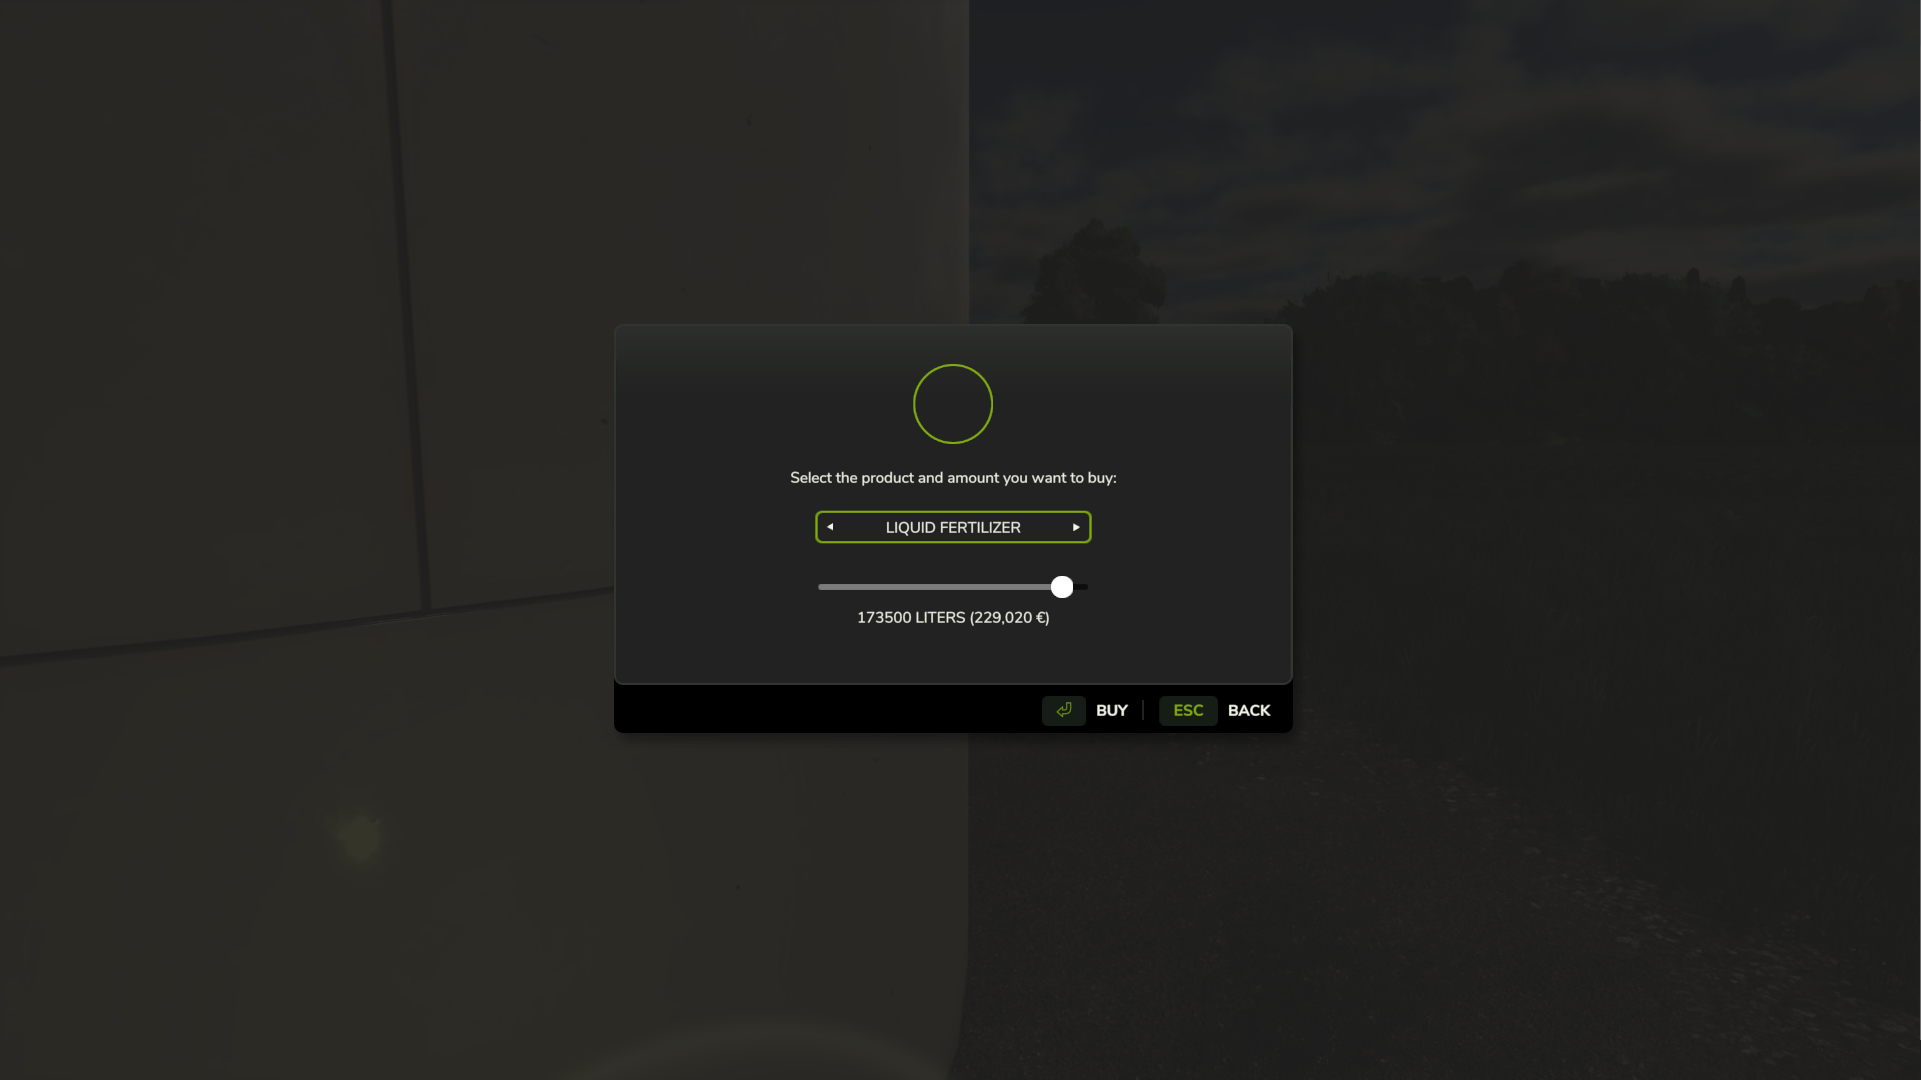 Select the product and amount you want to buy:
LIQUID FERTILIZER
173500 LITERS (229,020 €)
BUY
ESC BACK